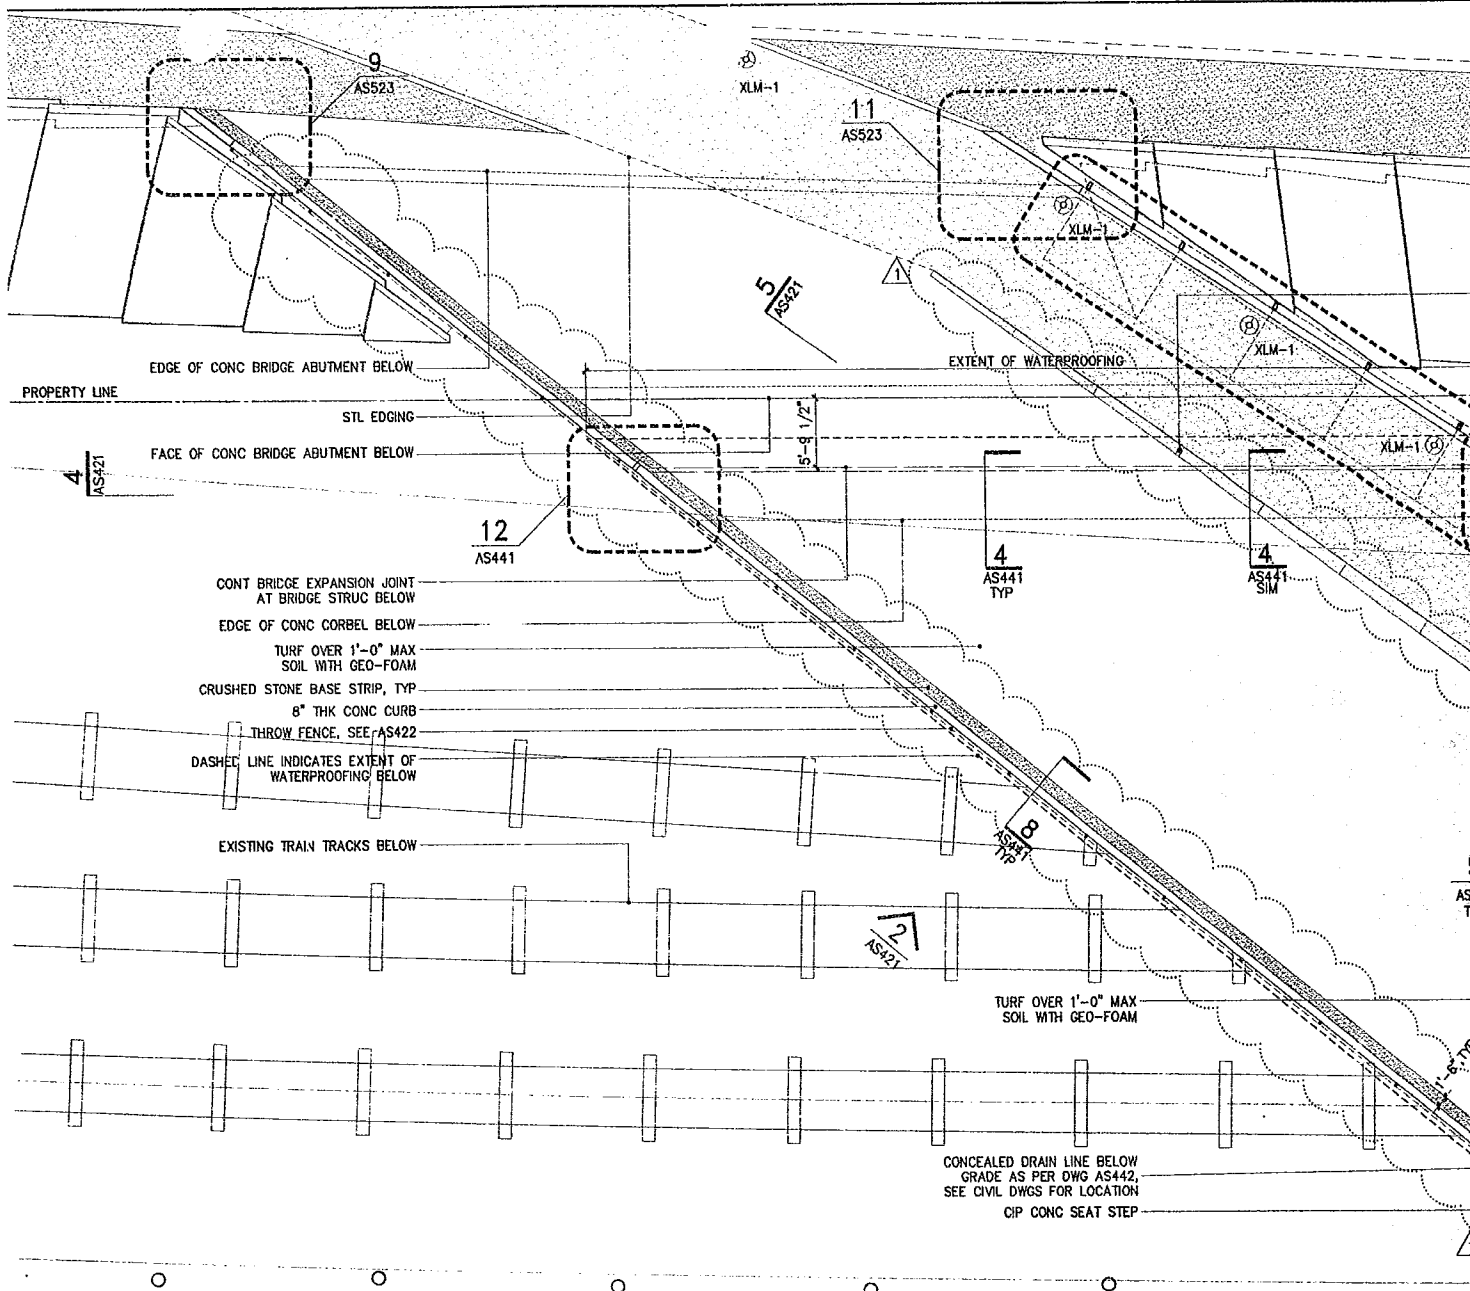 9
AS523
XLM-1
11
AS523
XLM-1
1
5
AS421
XLM-1
EDGE OF CONC BRIDGE ABUTMENT BELOW
EXTENT OF WATERPROOFING
PROPERTY LINE
STL EDGING
5'-9 1/2"
FACE OF CONC BRIDGE ABUTMENT BELOW
XLM-1
4
AS421
12
AS441
4
AS441
TYP
4
AS441
SIM
CONT BRIDGE EXPANSION JOINT
AT BRIDGE STRUC BELOW
EDGE OF CONC CORBEL BELOW
TURF OVER 1'-0" MAX
SOIL WITH GEO-FOAM
CRUSHED STONE BASE STRIP, TYP
8" THK CONC CURB
THROW FENCE, SEE AS422
DASHED LINE INDICATES EXTENT OF
WATERPROOFING BELOW
8
AS441
TYP
EXISTING TRAIN TRACKS BELOW
AS
T
2
AS421
TURF OVER 1'-0" MAX
SOIL WITH GEO-FOAM
CONCEALED DRAIN LINE BELOW
GRADE AS PER DWG AS442,
SEE CIVIL DWGS FOR LOCATION
CIP CONC SEAT STEP